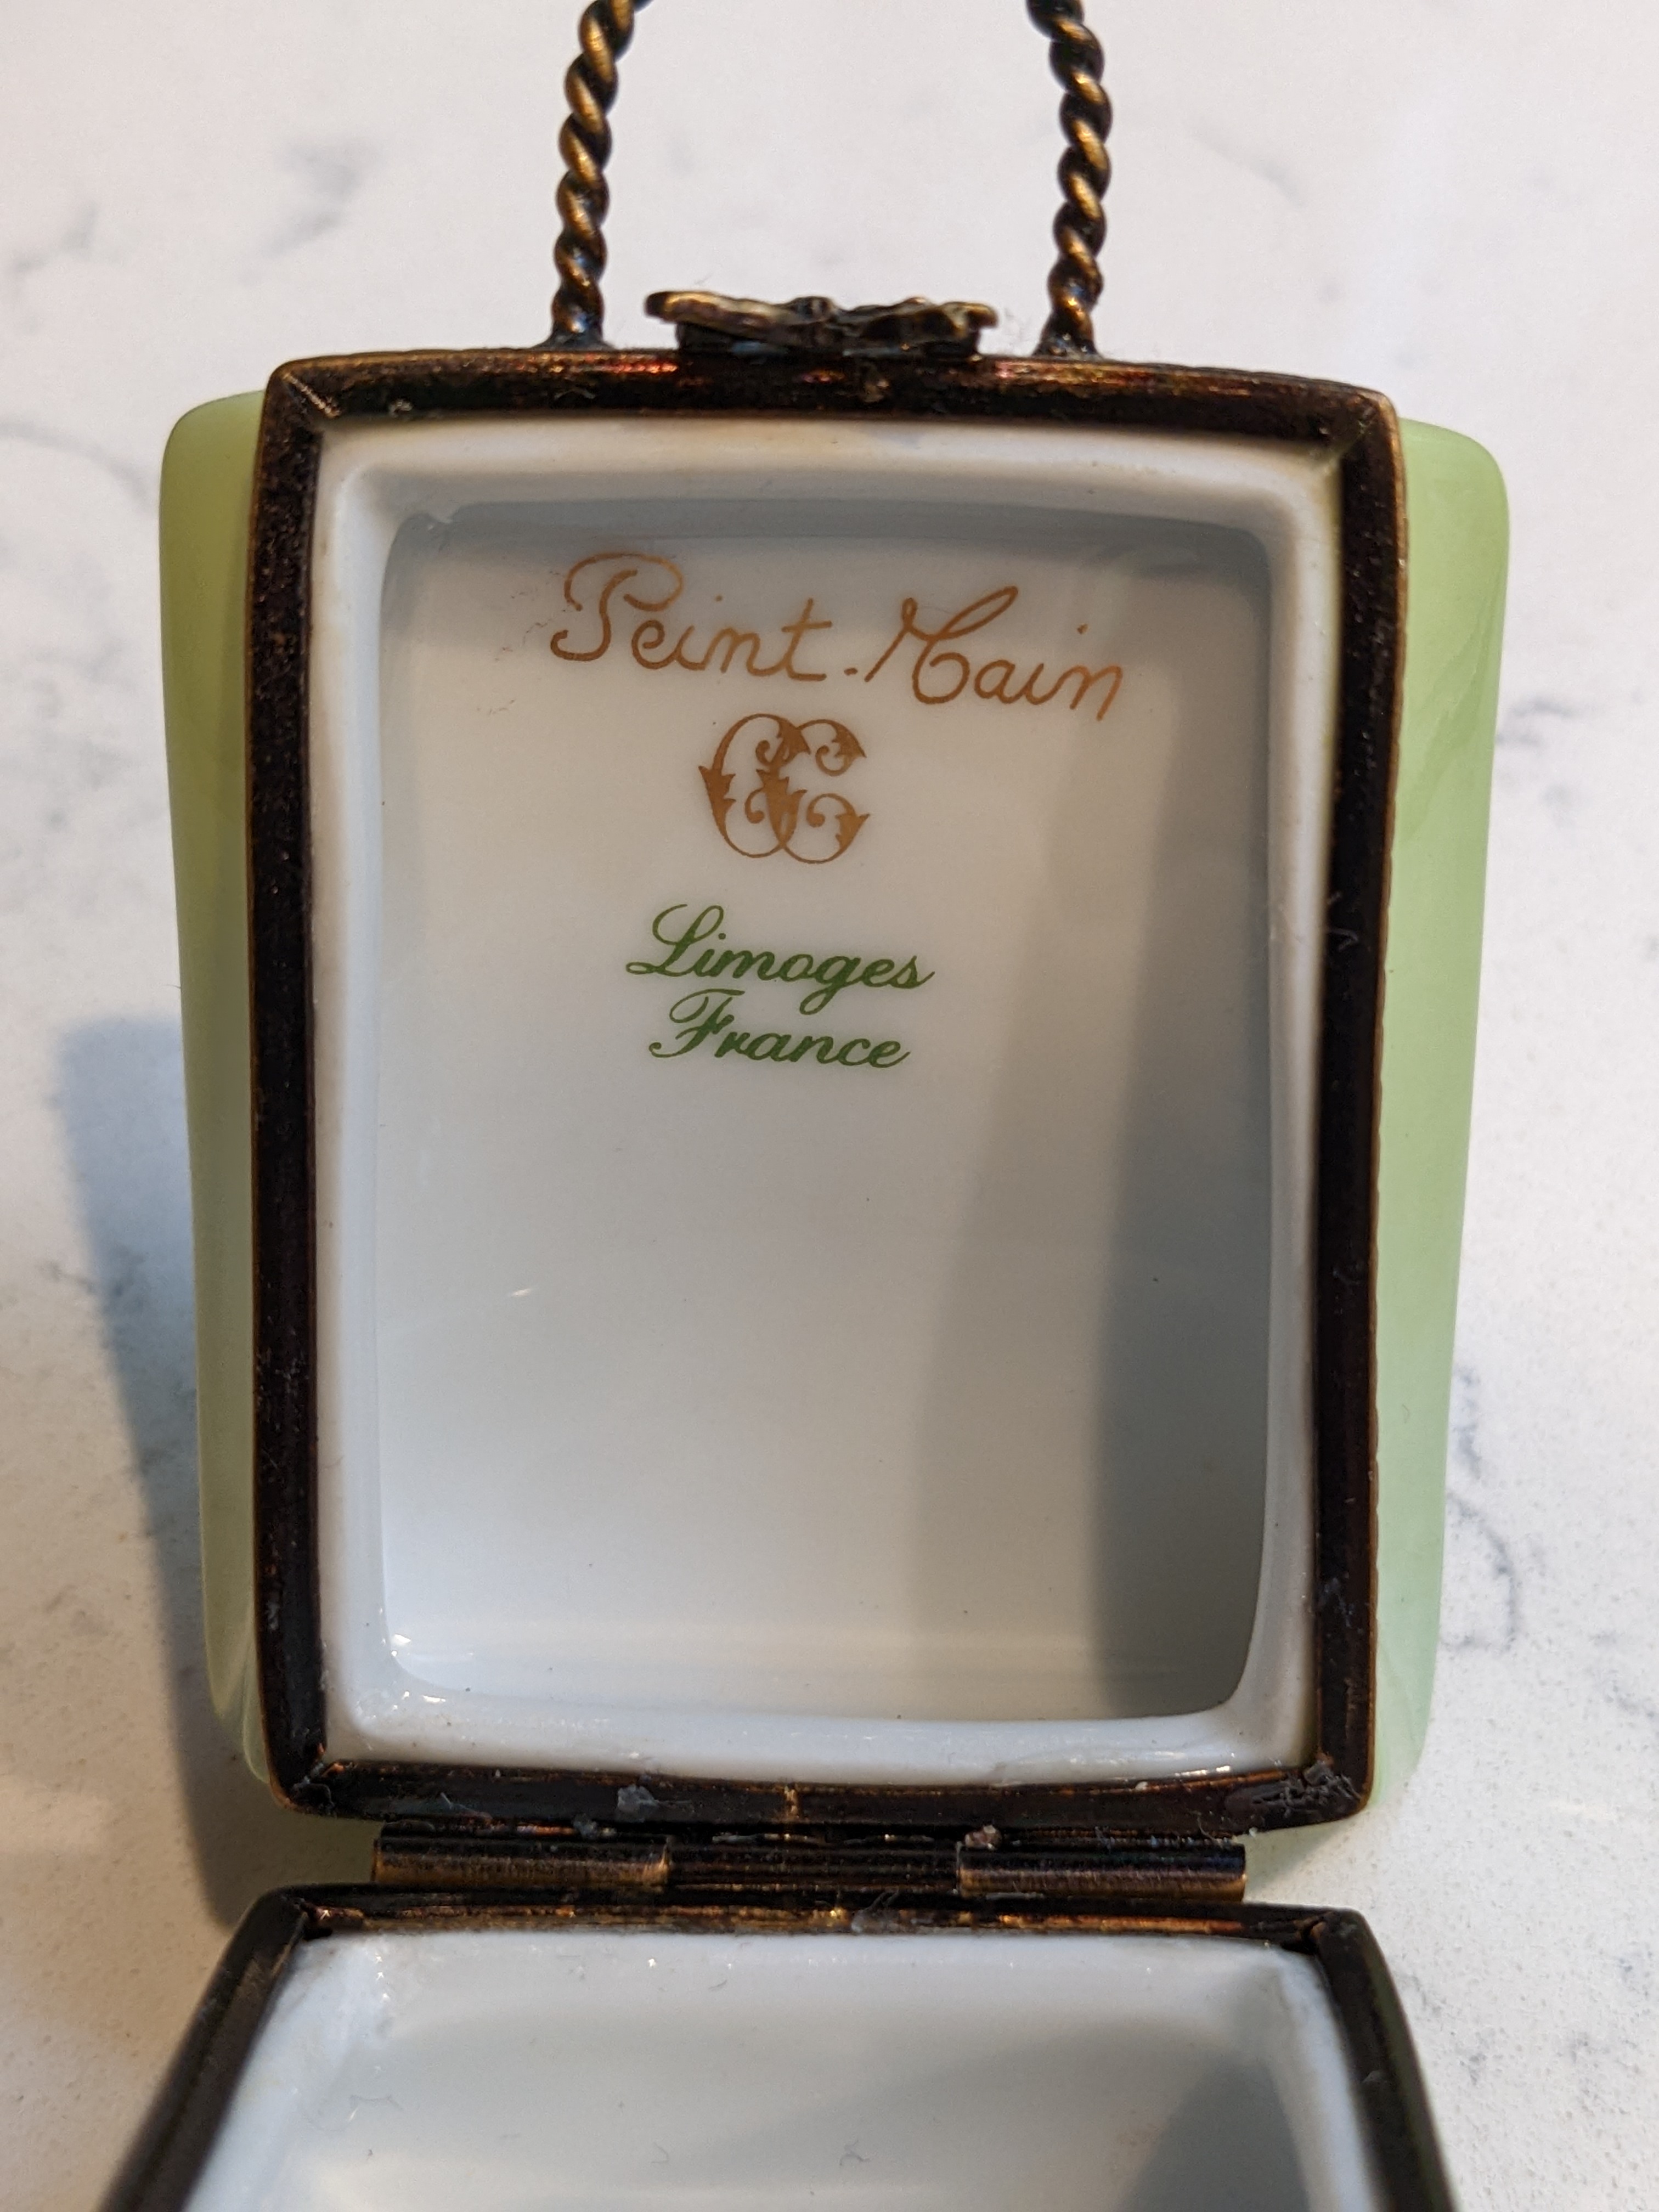 Peint.Main
Limoges
France